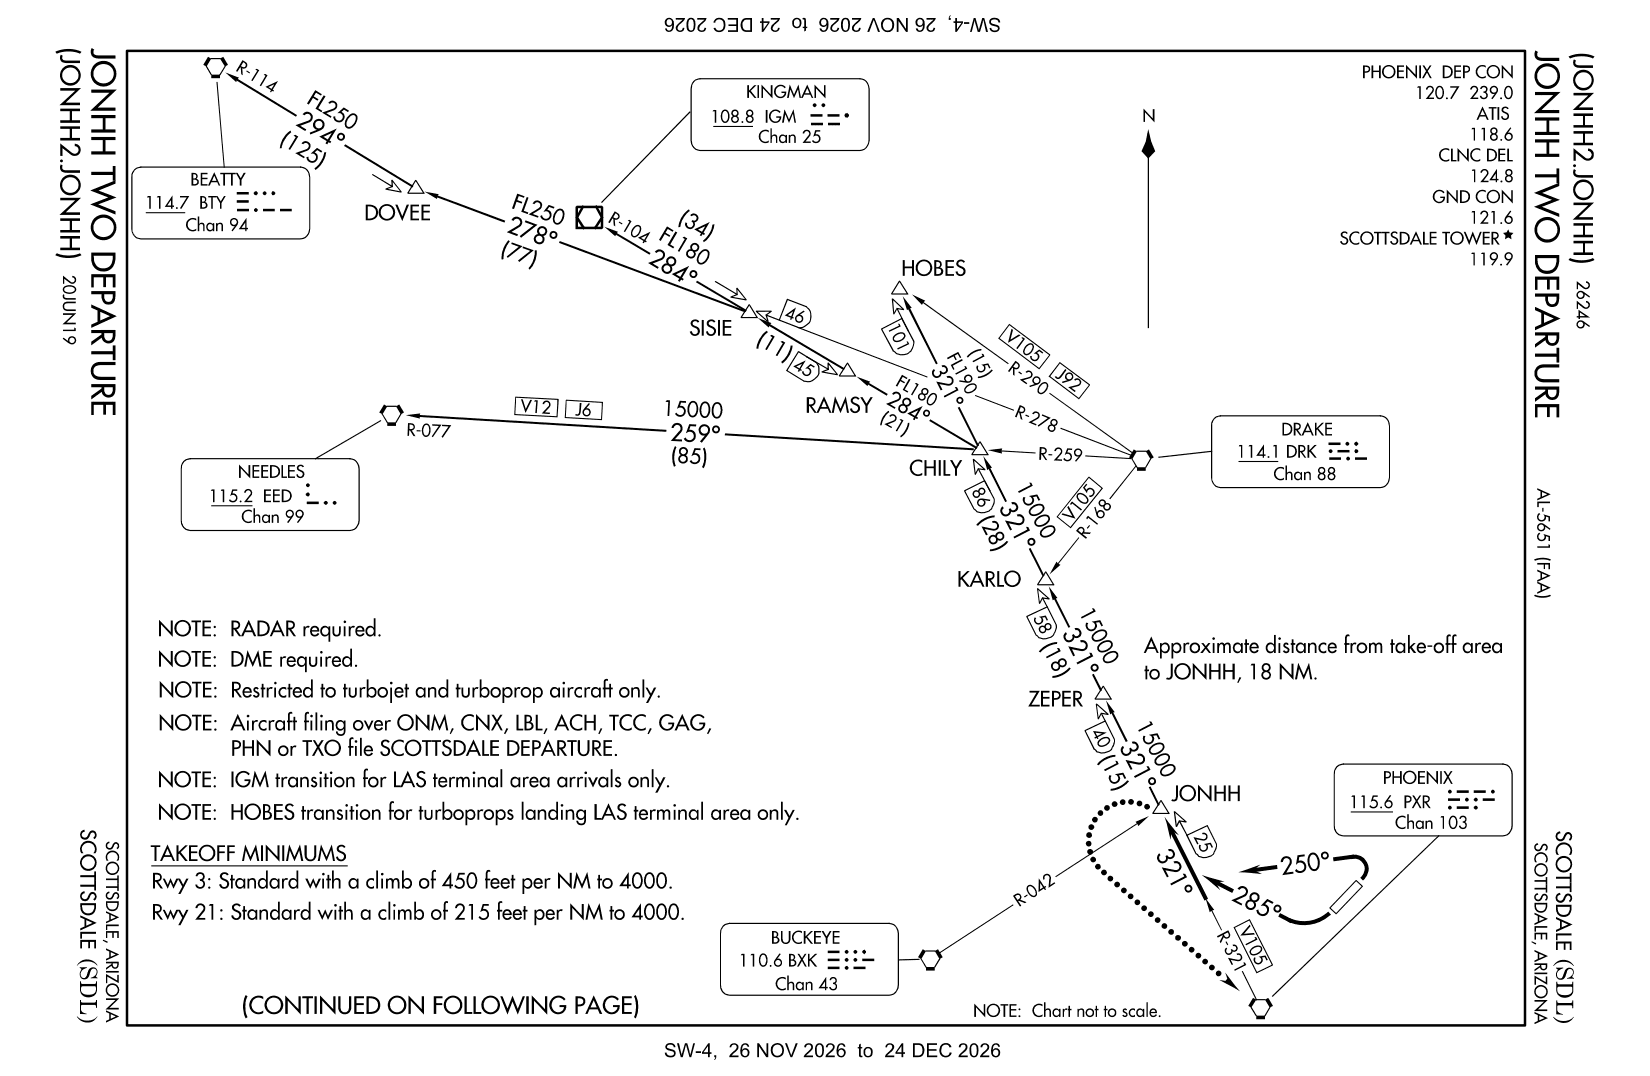 SW-4, 26 NOV 2026 to 24 DEC 2026
(JONHH2.JONHH) 20JUN19
JONHH TWO DEPARTURE
SCOTTSDALE, ARIZONA
SCOTTSDALE (SDL)
(JONHH2.JONHH) 26246
JONHH TWO DEPARTURE
AL-5651 (FAA)
SCOTTSDALE (SDL)
SCOTTSDALE, ARIZONA
PHOENIX DEP CON
120.7 239.0
ATIS
118.6
CLNC DEL
124.8
GND CON
121.6
SCOTTSDALE TOWER★
119.9
N
R-114
FL250
294°
(125)
BEATTY
114.7 BTY
Chan 94
DOVEE
KINGMAN
108.8 IGM
Chan 25
FL250
278°
(77)
R-104
(34)
FL180
284°
SISIE
46
(11)
45
RAMSY
HOBES
101
(15)
FL190
321°
V105
J92
R-290
R-278
R-259
FL180
284°
(21)
CHILY
V12
J6
15000
259°
(85)
R-077
NEEDLES
115.2 EED
Chan 99
DRAKE
114.1 DRK
Chan 88
V105
R-168
86
15000
321°
(28)
KARLO
58
15000
321°
(18)
ZEPER
40
15000
321°
(15)
Approximate distance from take-off area
to JONHH, 18 NM.
JONHH
25
321°
250°
285°
PHOENIX
115.6 PXR
Chan 103
R-042
V105
R-321
BUCKEYE
110.6 BXK
Chan 43
NOTE: RADAR required.
NOTE: DME required.
NOTE: Restricted to turbojet and turboprop aircraft only.
NOTE: Aircraft filing over ONM, CNX, LBL, ACH, TCC, GAG,
PHN or TXO file SCOTTSDALE DEPARTURE.
NOTE: IGM transition for LAS terminal area arrivals only.
NOTE: HOBES transition for turboprops landing LAS terminal area only.
TAKEOFF MINIMUMS
Rwy 3: Standard with a climb of 450 feet per NM to 4000.
Rwy 21: Standard with a climb of 215 feet per NM to 4000.
(CONTINUED ON FOLLOWING PAGE)
NOTE: Chart not to scale.
SW-4, 26 NOV 2026 to 24 DEC 2026